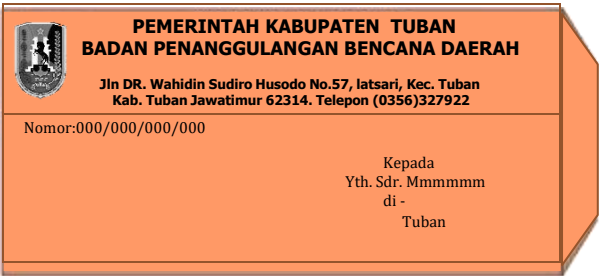 PEMERINTAH KABUPATEN TUBAN
BADAN PENANGGULANGAN BENCANA DAERAH
Jln DR. Wahidin Sudiro Husodo No.57, latsari, Kec. Tuban
Kab. Tuban Jawatimur 62314. Telepon (0356)327922
Nomor:000/000/000/000
Kepada
Yth. Sdr. Mmmmmm
di -
Tuban